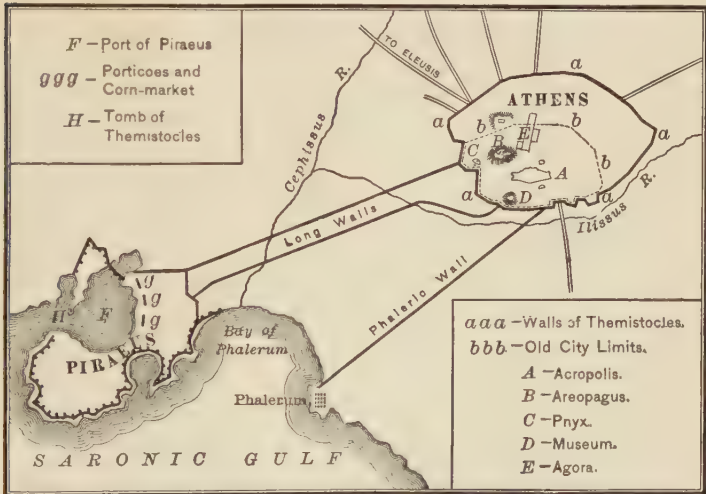 F – Port of Piraeus
ggg – Porticoes and
Corn-market
H – Tomb of
Themistocles
TO ELEUSIS
Cephissus R.
ATHENS
a
a
a
a
a
b
b
b
A
B
C
D
E
Ilissus R.
Long Walls
Phaleric Wall
g
g
g
H
F
PIRAEUS
Bay of
Phalerum
Phalerum
SARONIC GULF
aaa – Walls of Themistocles.
bbb – Old City Limits.
A – Acropolis.
B – Areopagus.
C – Pnyx.
D – Museum.
E – Agora.